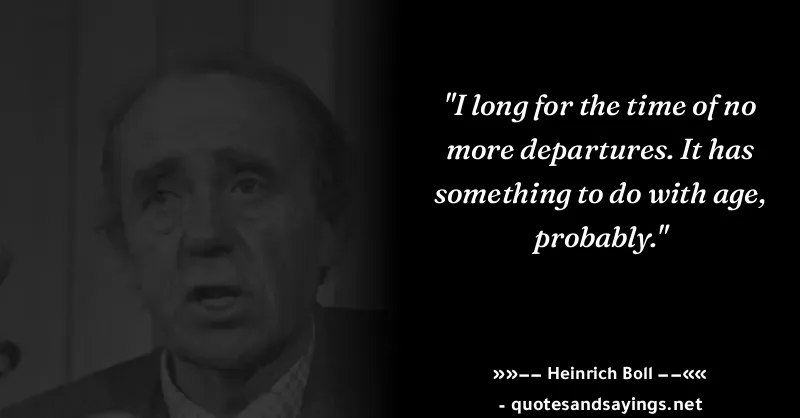 "I long for the time of no
more departures. It has
something to do with age,
probably."
»»–– Heinrich Boll ––««
- quotesandsayings.net